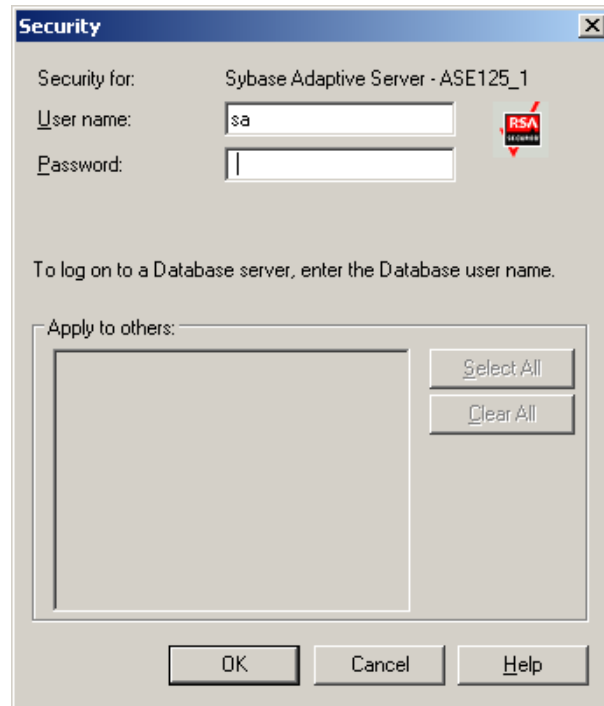 Security
Security for: Sybase Adaptive Server - ASE125_1
User name: sa
RSA
SECURED
Password:
To log on to a Database server, enter the Database user name.
Apply to others:
Select All
Clear All
OK Cancel Help